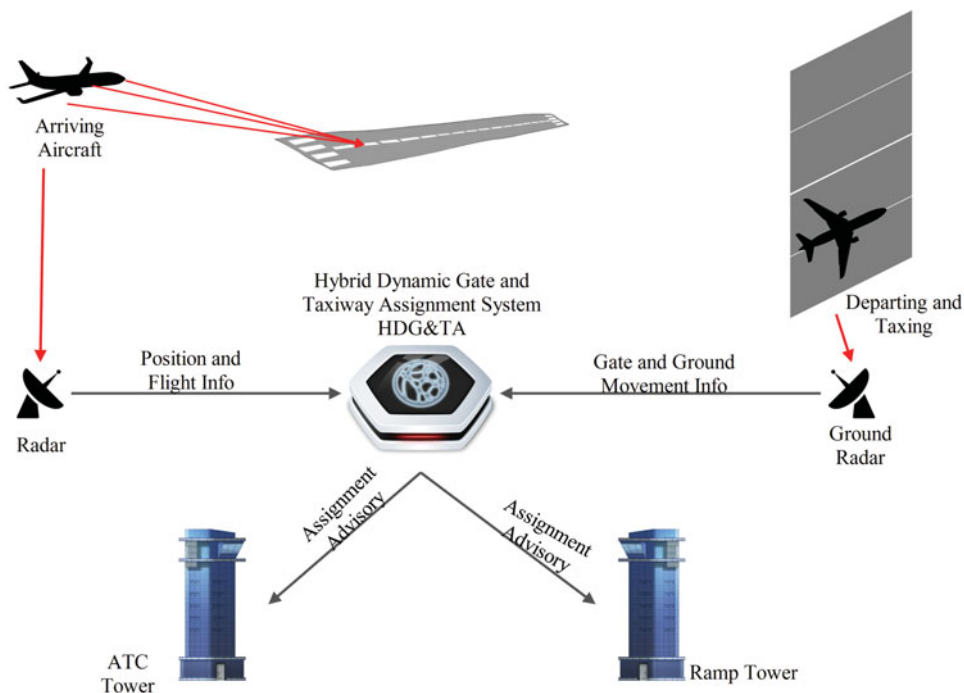 Arriving
Aircraft
Hybrid Dynamic Gate and
Taxiway Assignment System
HDG&TA
Departing and
Taxing
Position and
Flight Info
Gate and Ground
Movement Info
Radar
Ground
Radar
Assignment
Advisory
Assignment
Advisory
ATC
Tower
Ramp Tower